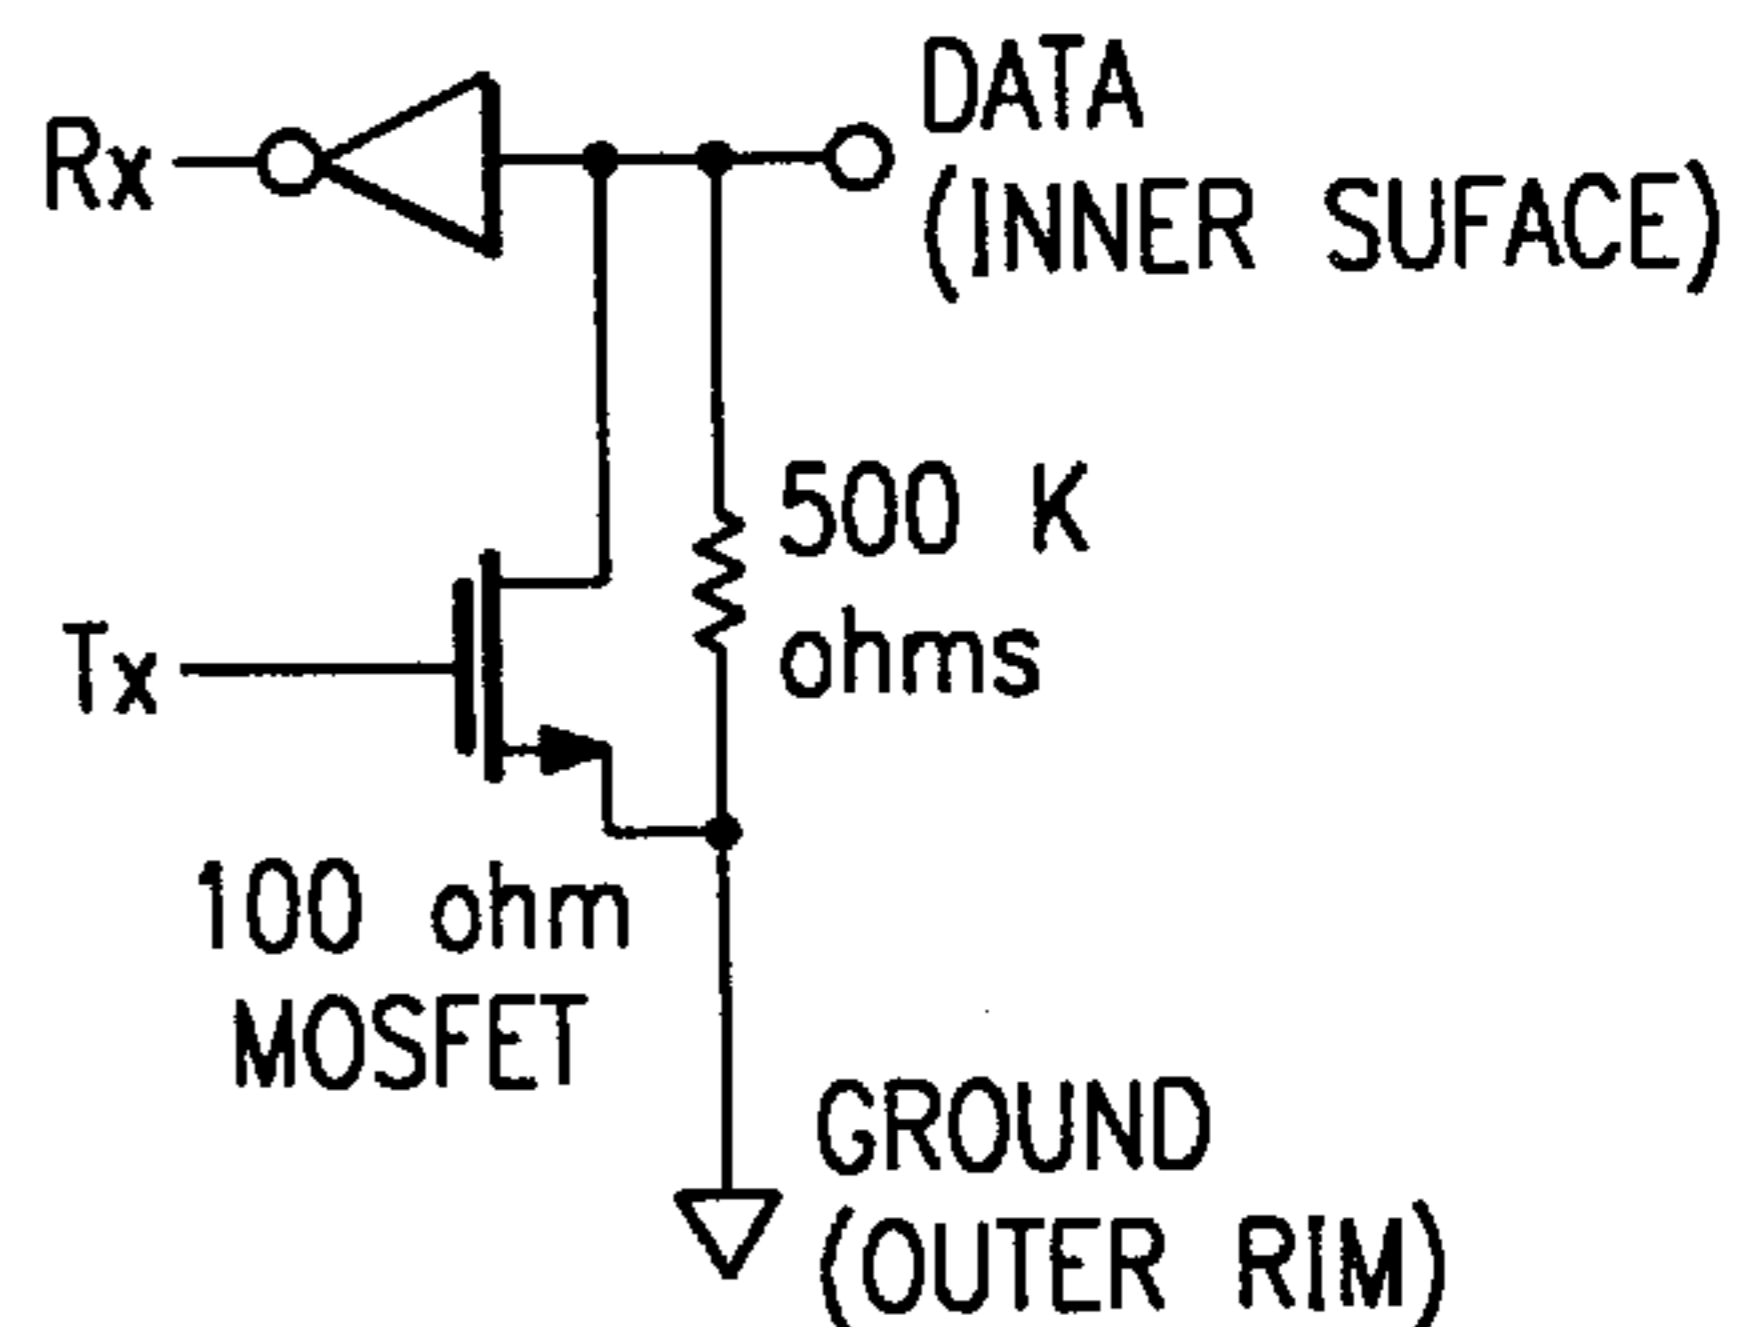 DATA
(INNER SUFACE)
Rx
500 K
ohms
Tx
100 ohm
MOSFET
GROUND
(OUTER RIM)